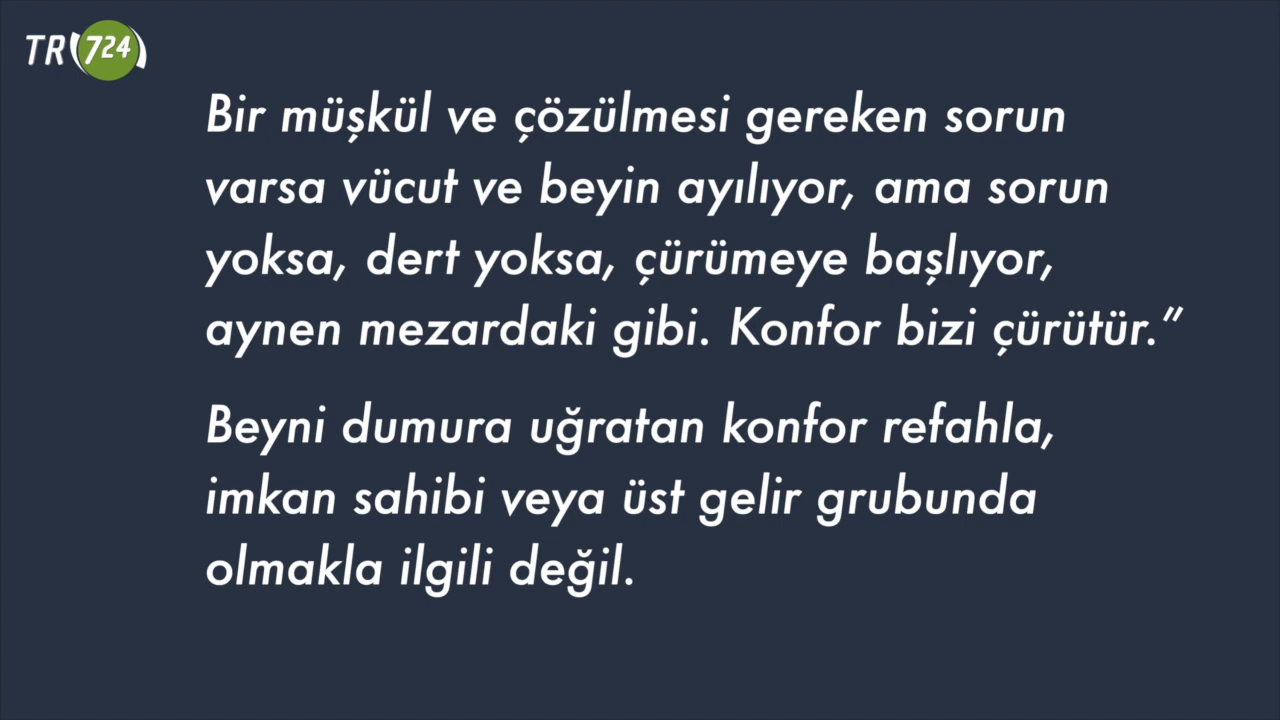 TR724
Bir müşkül ve çözülmesi gereken sorun
varsa vücut ve beyin ayılıyor, ama sorun
yoksa, dert yoksa, çürümeye başlıyor,
aynen mezardaki gibi. Konfor bizi çürütür.”
Beyni dumura uğratan konfor refahla,
imkan sahibi veya üst gelir grubunda
olmakla ilgili değil.